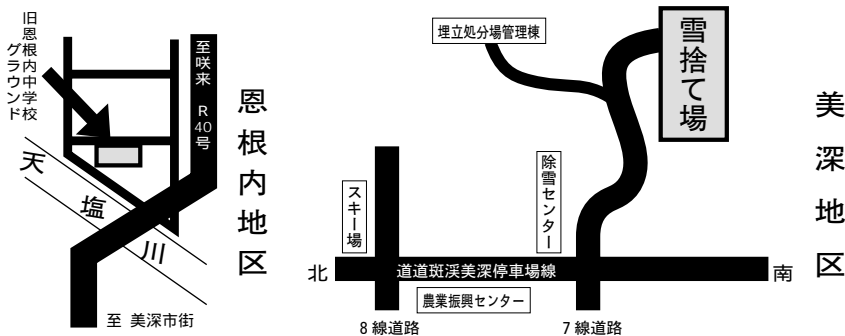 旧恩根内中学校
グラウンド
至咲来 R40号
恩根内地区
天塩川
至 美深市街
埋立処分場管理棟
雪捨て場
美深地区
スキー場
除雪センター
北
道道斑渓美深停車場線
南
農業振興センター
8線道路
7線道路